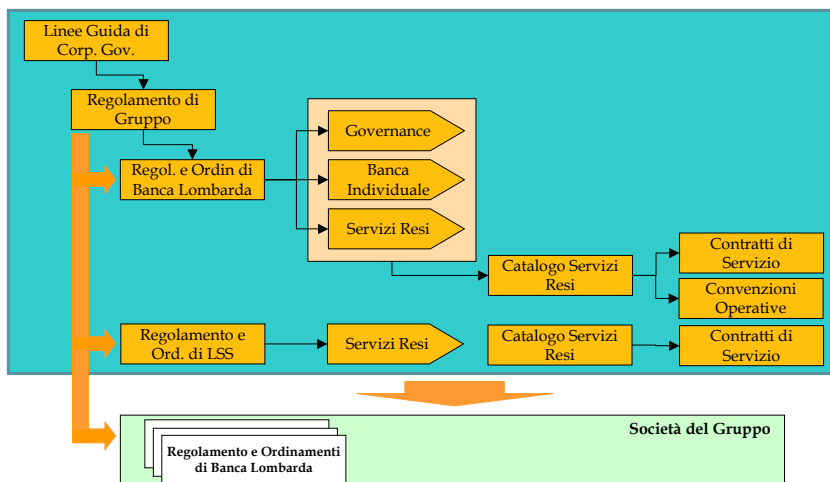 Linee Guida di
Corp. Gov.
Regolamento di
Gruppo
Regol. e Ordin di
Banca Lombarda
Governance
Banca
Individuale
Servizi Resi
Catalogo Servizi
Resi
Contratti di
Servizio
Convenzioni
Operative
Regolamento e
Ord. di LSS
Servizi Resi
Catalogo Servizi
Resi
Contratti di
Servizio
Società del Gruppo
Regolamento e Ordinamenti
di Banca Lombarda